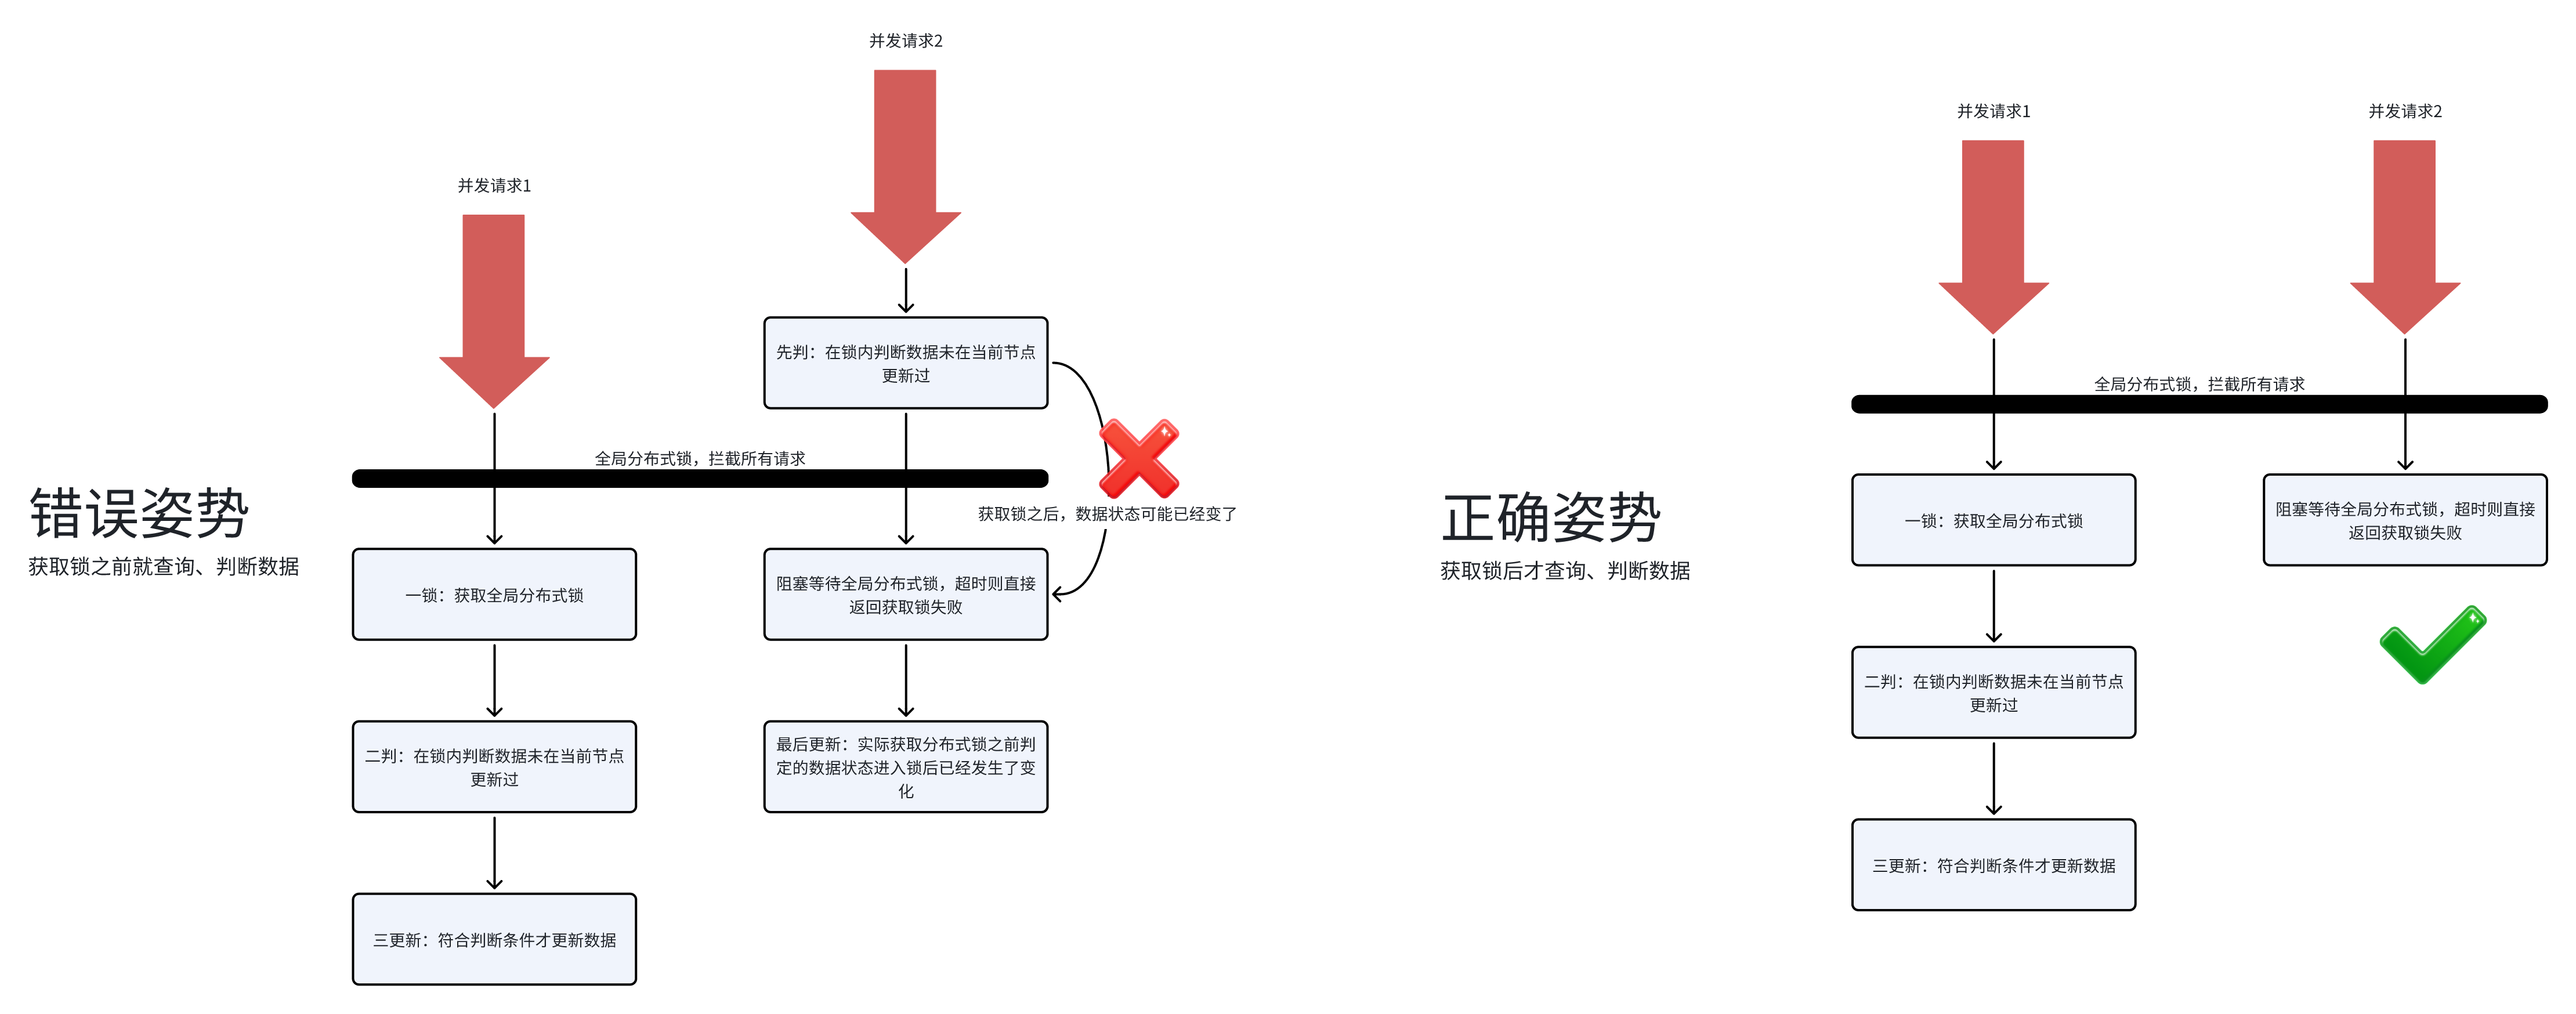 错误姿势
获取锁之前就查询、判断数据
并发请求1
一锁：获取全局分布式锁
二判：在锁内判断数据未在当前节点
更新过
三更新：符合判断条件才更新数据
并发请求2
先判：在锁内判断数据未在当前节点
更新过
全局分布式锁，拦截所有请求
获取锁之后，数据状态可能已经变了
阻塞等待全局分布式锁，超时则直接
返回获取锁失败
最后更新：实际获取分布式锁之前判
定的数据状态进入锁后已经发生了变
化
正确姿势
获取锁后才查询、判断数据
并发请求1
并发请求2
全局分布式锁，拦截所有请求
一锁：获取全局分布式锁
二判：在锁内判断数据未在当前节点
更新过
三更新：符合判断条件才更新数据
阻塞等待全局分布式锁，超时则直接
返回获取锁失败